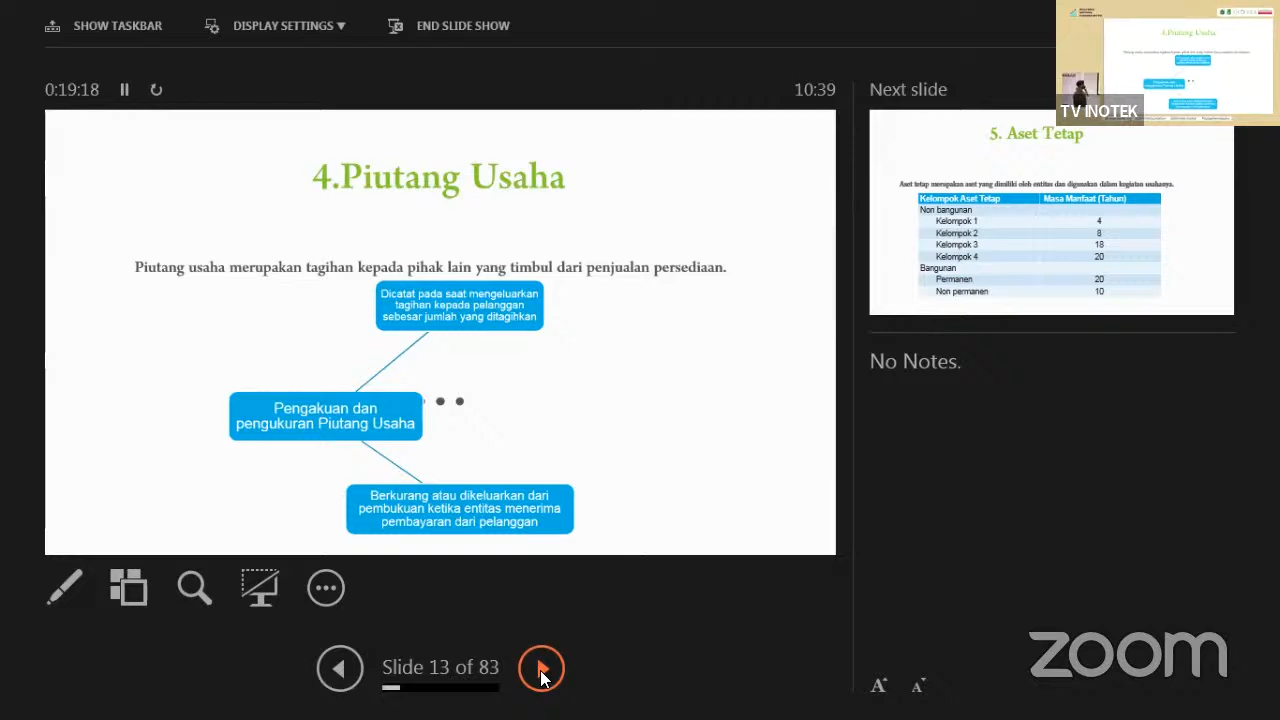 SHOW TASKBAR
DISPLAY SETTINGS ▼
END SLIDE SHOW
0:19:18
10:39
4.Piutang Usaha
Piutang usaha merupakan tagihan kepada pihak lain yang timbul dari penjualan persediaan.
Dicatat pada saat mengeluarkan
tagihan kepada pelanggan
sebesar jumlah yang ditagihkan
Pengakuan dan
pengukuran Piutang Usaha
Berkurang atau dikeluarkan dari
pembukuan ketika entitas menerima
pembayaran dari pelanggan
Slide 13 of 83
Next slide
5. Aset Tetap
Aset tetap merupakan aset yang dimiliki oleh entitas dan digunakan dalam kegiatan usahanya.
Kelompok Aset Tetap Masa Manfaat (Tahun)
Non bangunan
Kelompok 1 4
Kelompok 2 8
Kelompok 3 18
Kelompok 4 20
Bangunan
Permanen 20
Non permanen 10
No Notes.
A A
4.Piutang Usaha
TV INOTEK
zoom